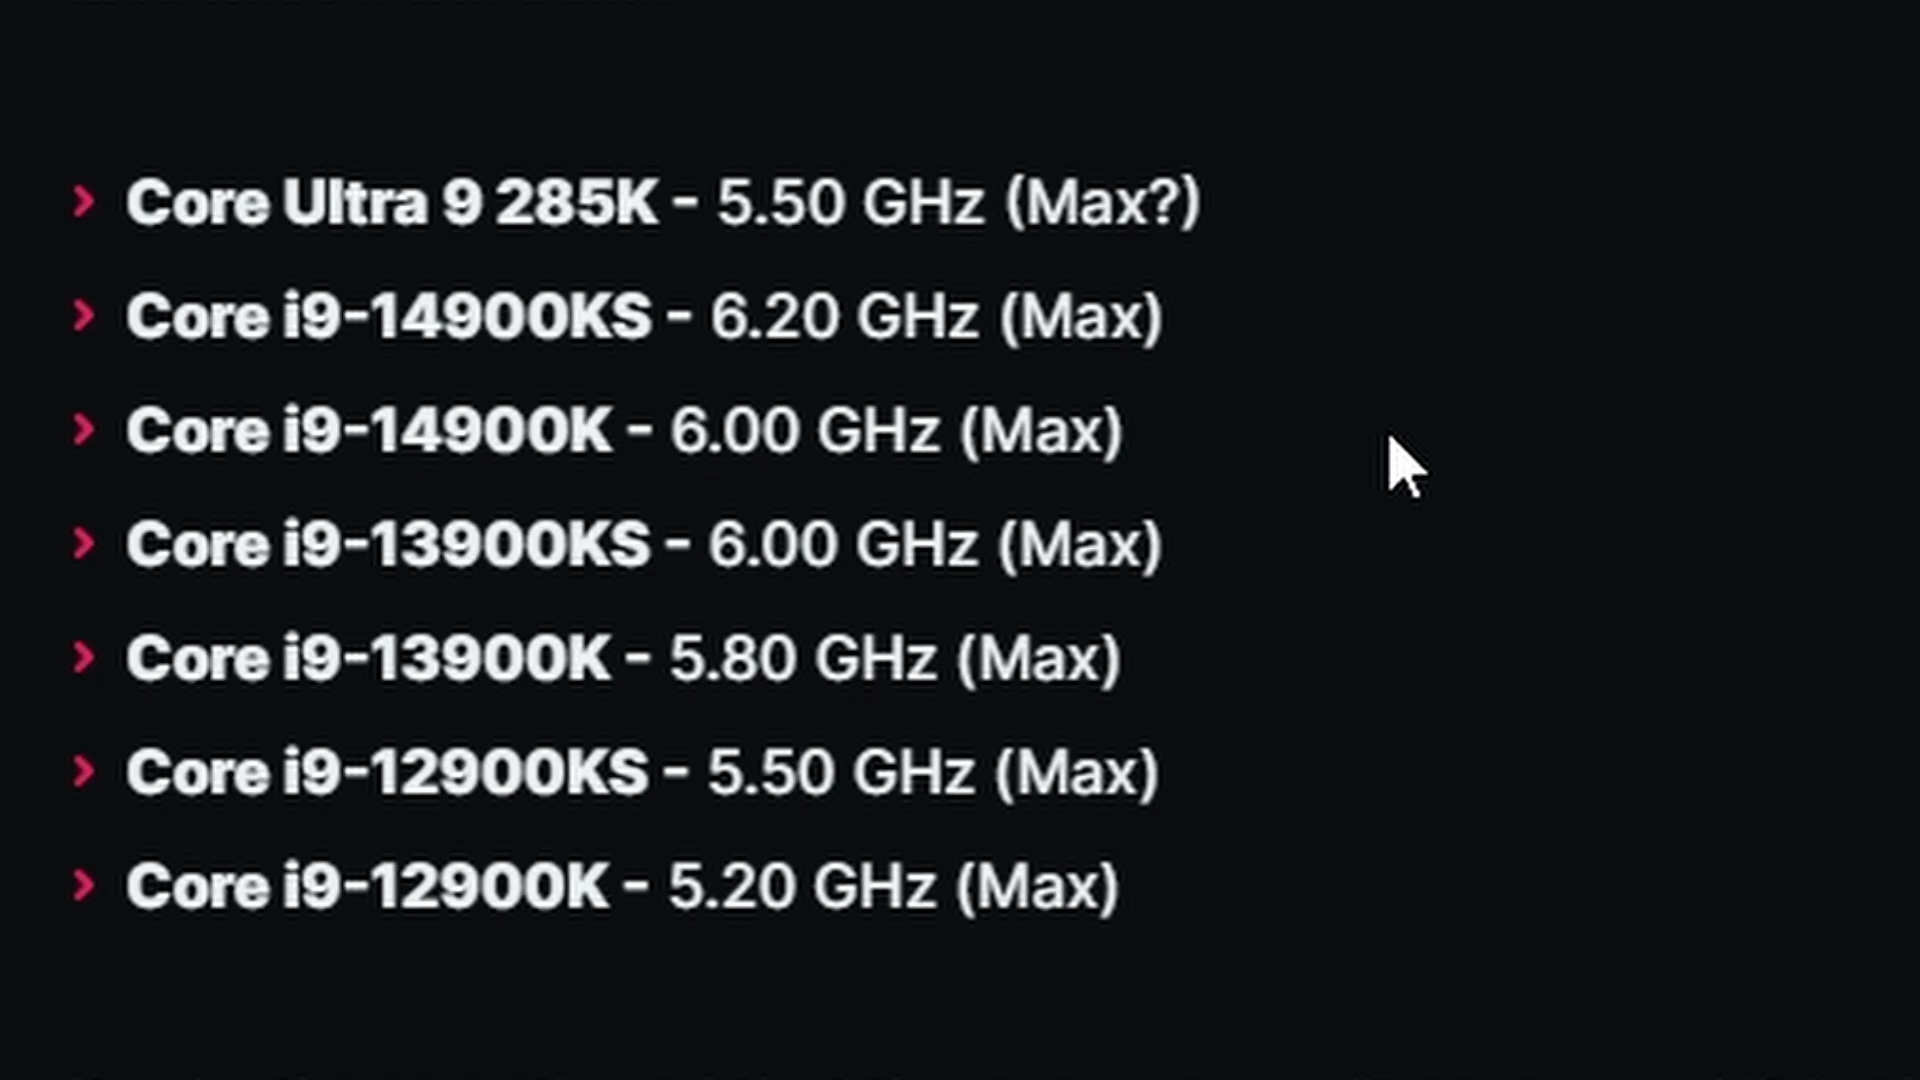 Core Ultra 9 285K - 5.50 GHz (Max?)
Core i9-14900KS - 6.20 GHz (Max)
Core i9-14900K - 6.00 GHz (Max)
Core i9-13900KS - 6.00 GHz (Max)
Core i9-13900K - 5.80 GHz (Max)
Core i9-12900KS - 5.50 GHz (Max)
Core i9-12900K - 5.20 GHz (Max)